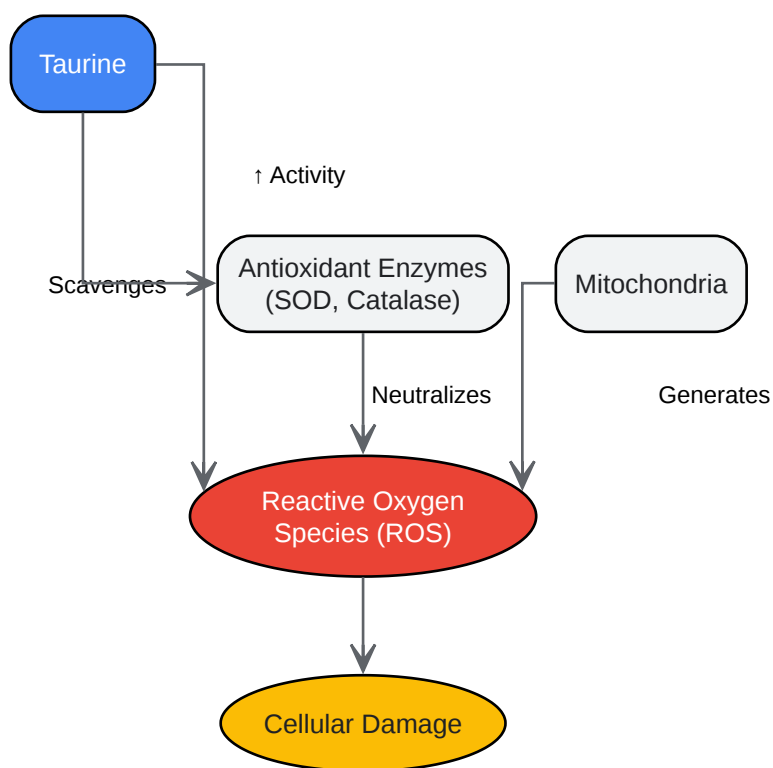 Taurine
↑ Activity
Scavenges
Antioxidant Enzymes
(SOD, Catalase)
Mitochondria
Neutralizes
Generates
Reactive Oxygen
Species (ROS)
Cellular Damage